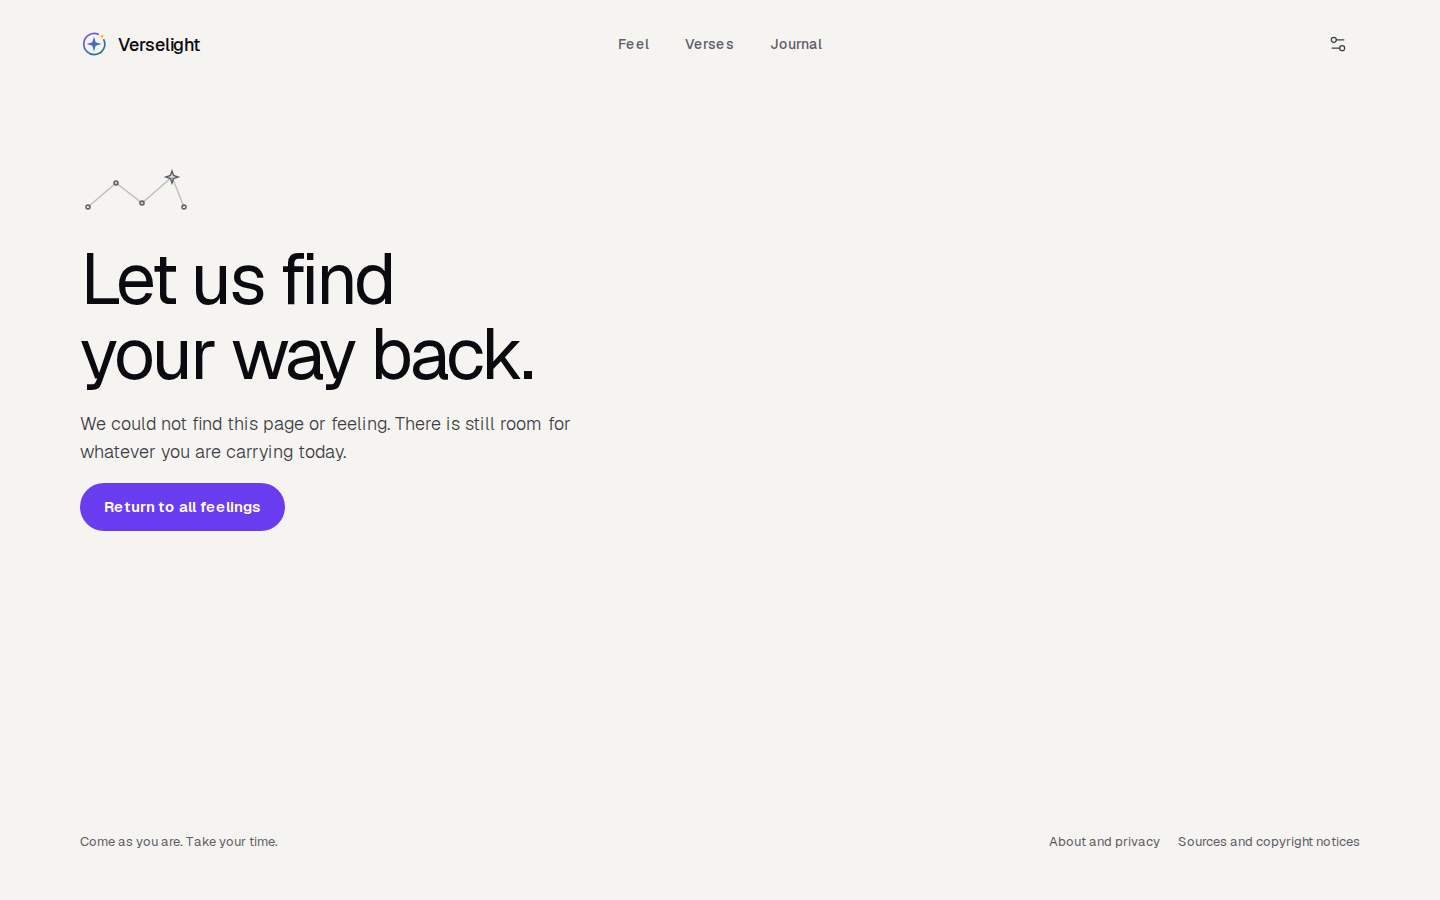 Verselight
Feel
Verses
Journal
Let us find
your way back.
We could not find this page or feeling. There is still room for
whatever you are carrying today.
Return to all feelings
Come as you are. Take your time.
About and privacy
Sources and copyright notices